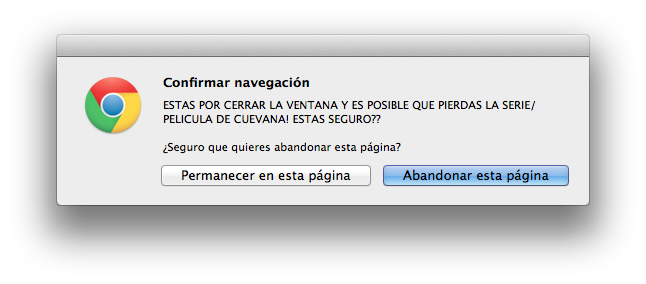 Confirmar navegación
ESTAS POR CERRAR LA VENTANA Y ES POSIBLE QUE PIERDAS LA SERIE/
PELICULA DE CUEVANA! ESTAS SEGURO??
¿Seguro que quieres abandonar esta página?
Permanecer en esta página
Abandonar esta página